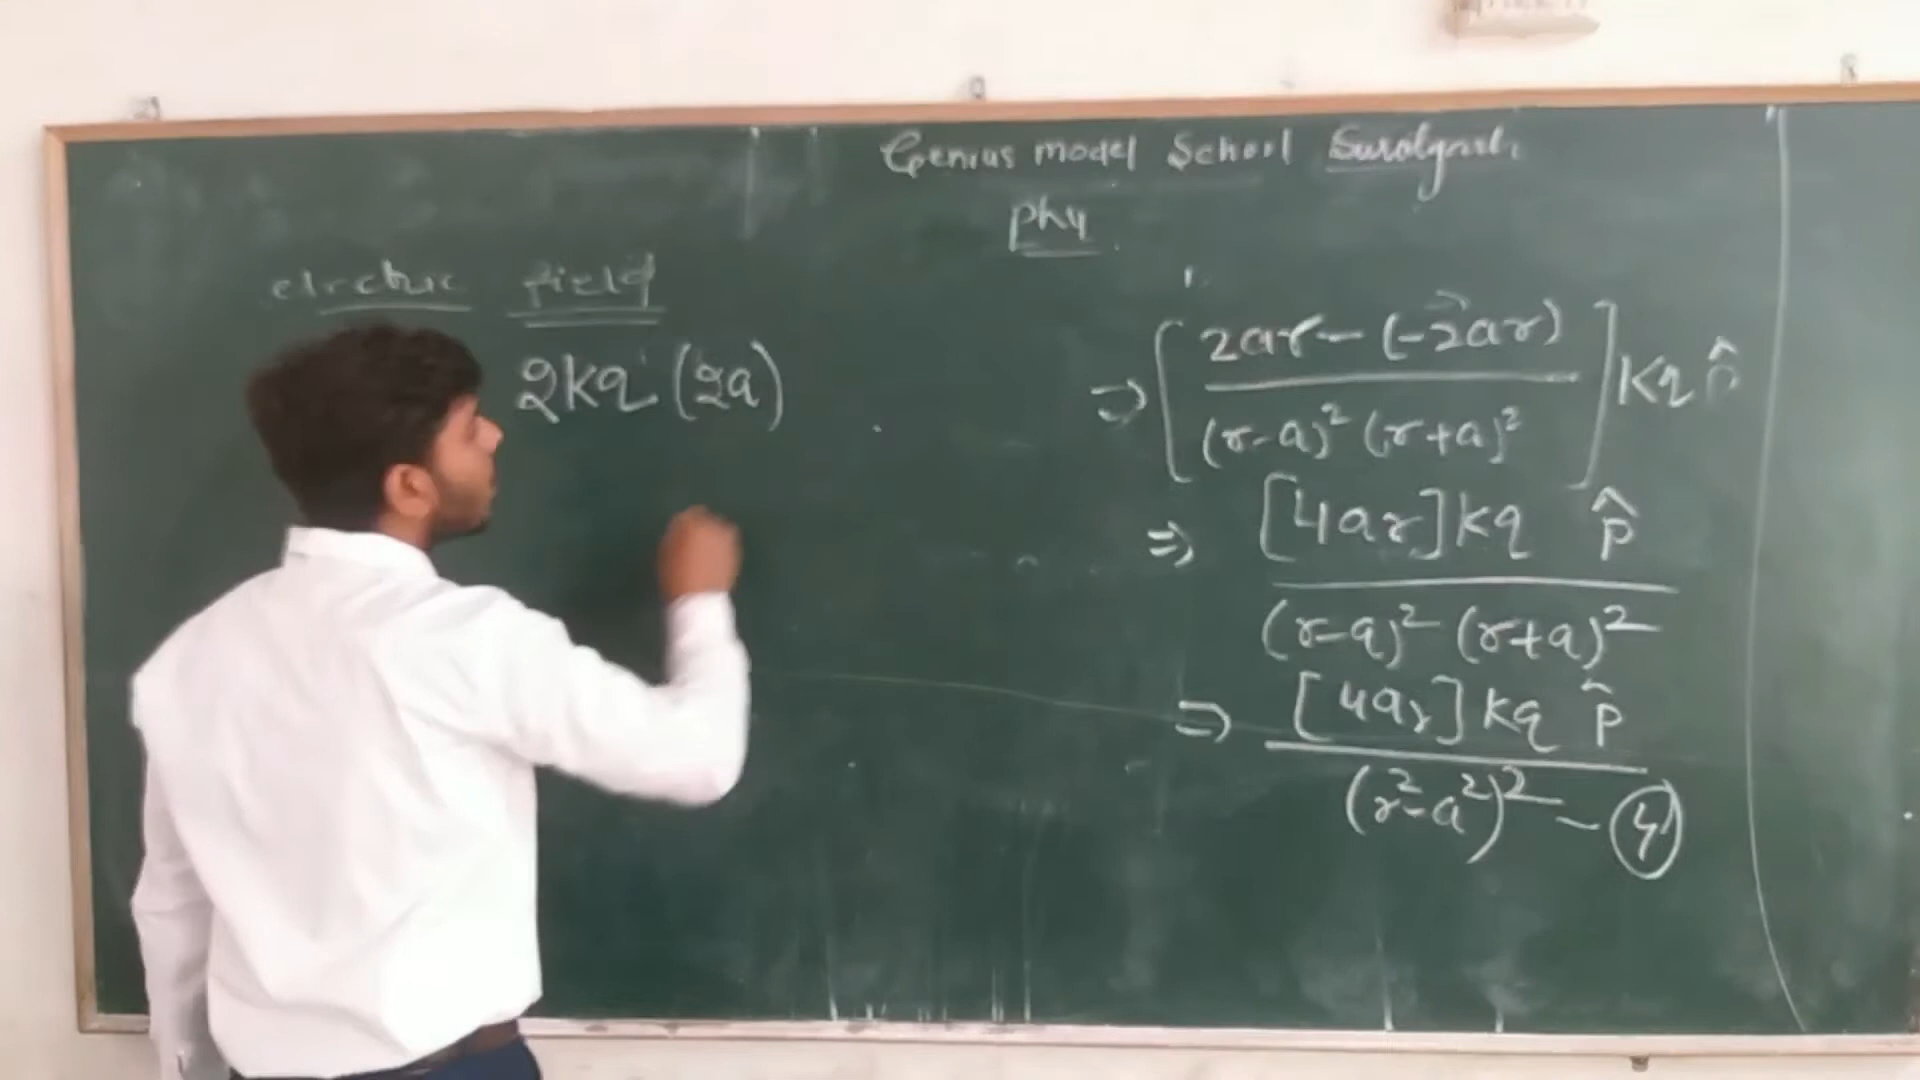 Genius model School
phy
electric field
2kq (2a)
⇒ [ 2ar - (-2ar) / (r-a)² (r+a)² ] Kq p̂
⇒ [4ar] kq p̂ / (r-a)² (r+a)²
⇒ [4ar] kq p̂ / (r²-a²)² - 4